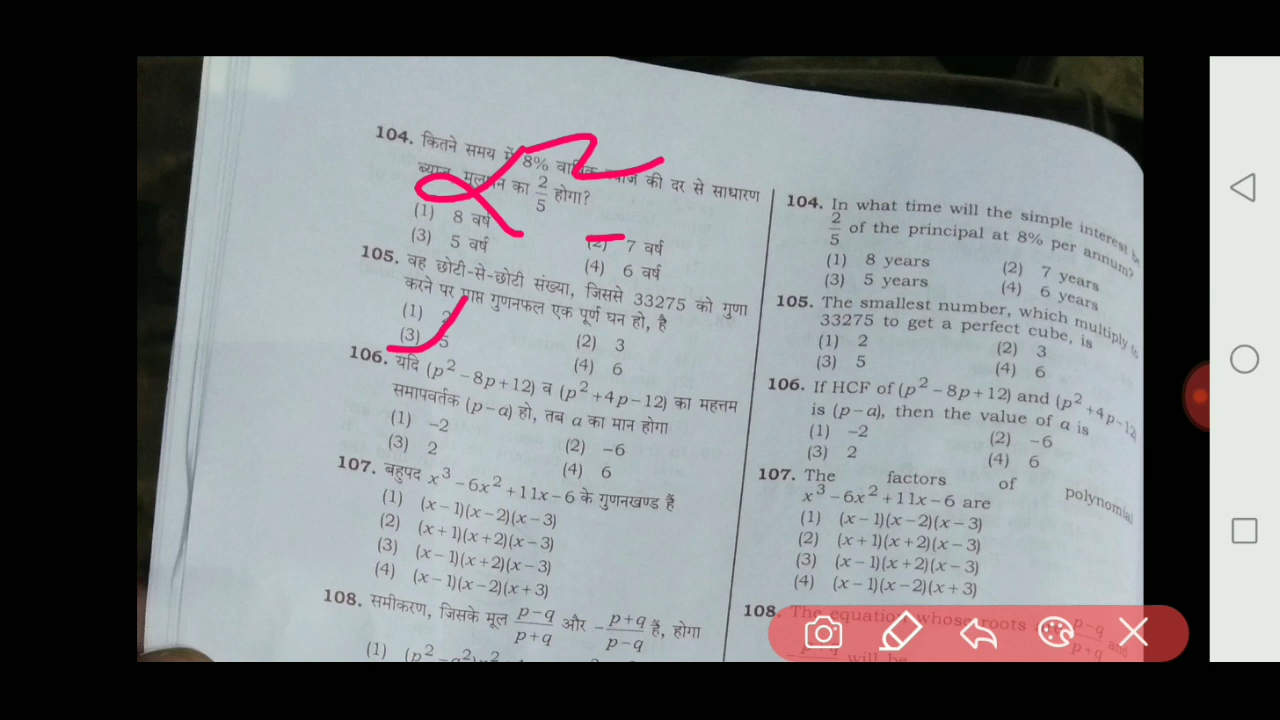 104. कितने समय में 8% वार्षिक ब्याज की दर से साधारण
ब्याज, मूलधन का 2/5 होगा?
(1) 8 वर्ष
(2) 7 वर्ष
(3) 5 वर्ष
(4) 6 वर्ष
105. वह छोटी-से-छोटी संख्या, जिससे 33275 को गुणा
करने पर प्राप्त गुणनफल एक पूर्ण घन हो, है
(1) 2
(2) 3
(3) 5
(4) 6
106. यदि (p² – 8p + 12) व (p² + 4p – 12) का महत्तम
समापवर्तक (p – a) हो, तब a का मान होगा
(1) –2
(2) –6
(3) 2
(4) 6
107. बहुपद x³ – 6x² + 11x – 6 के गुणनखण्ड हैं
(1) (x – 1)(x – 2)(x – 3)
(2) (x + 1)(x + 2)(x – 3)
(3) (x – 1)(x + 2)(x – 3)
(4) (x – 1)(x – 2)(x + 3)
108. समीकरण, जिसके मूल p–q/p+q और – p+q/p–q हैं, होगा
(1)
104. In what time will the simple interest be
2/5 of the principal at 8% per annum?
(1) 8 years
(2) 7 years
(3) 5 years
(4) 6 years
105. The smallest number, which multiply to
33275 to get a perfect cube, is
(1) 2
(2) 3
(3) 5
(4) 6
106. If HCF of (p² – 8p + 12) and (p² + 4p – 12)
is (p – a), then the value of a is
(1) –2
(2) –6
(3) 2
(4) 6
107. The factors of polynomial
x³ – 6x² + 11x – 6 are
(1) (x – 1)(x – 2)(x – 3)
(2) (x + 1)(x + 2)(x – 3)
(3) (x – 1)(x + 2)(x – 3)
(4) (x – 1)(x – 2)(x + 3)
108. The equation whose roots are p–q/p+q and
will be